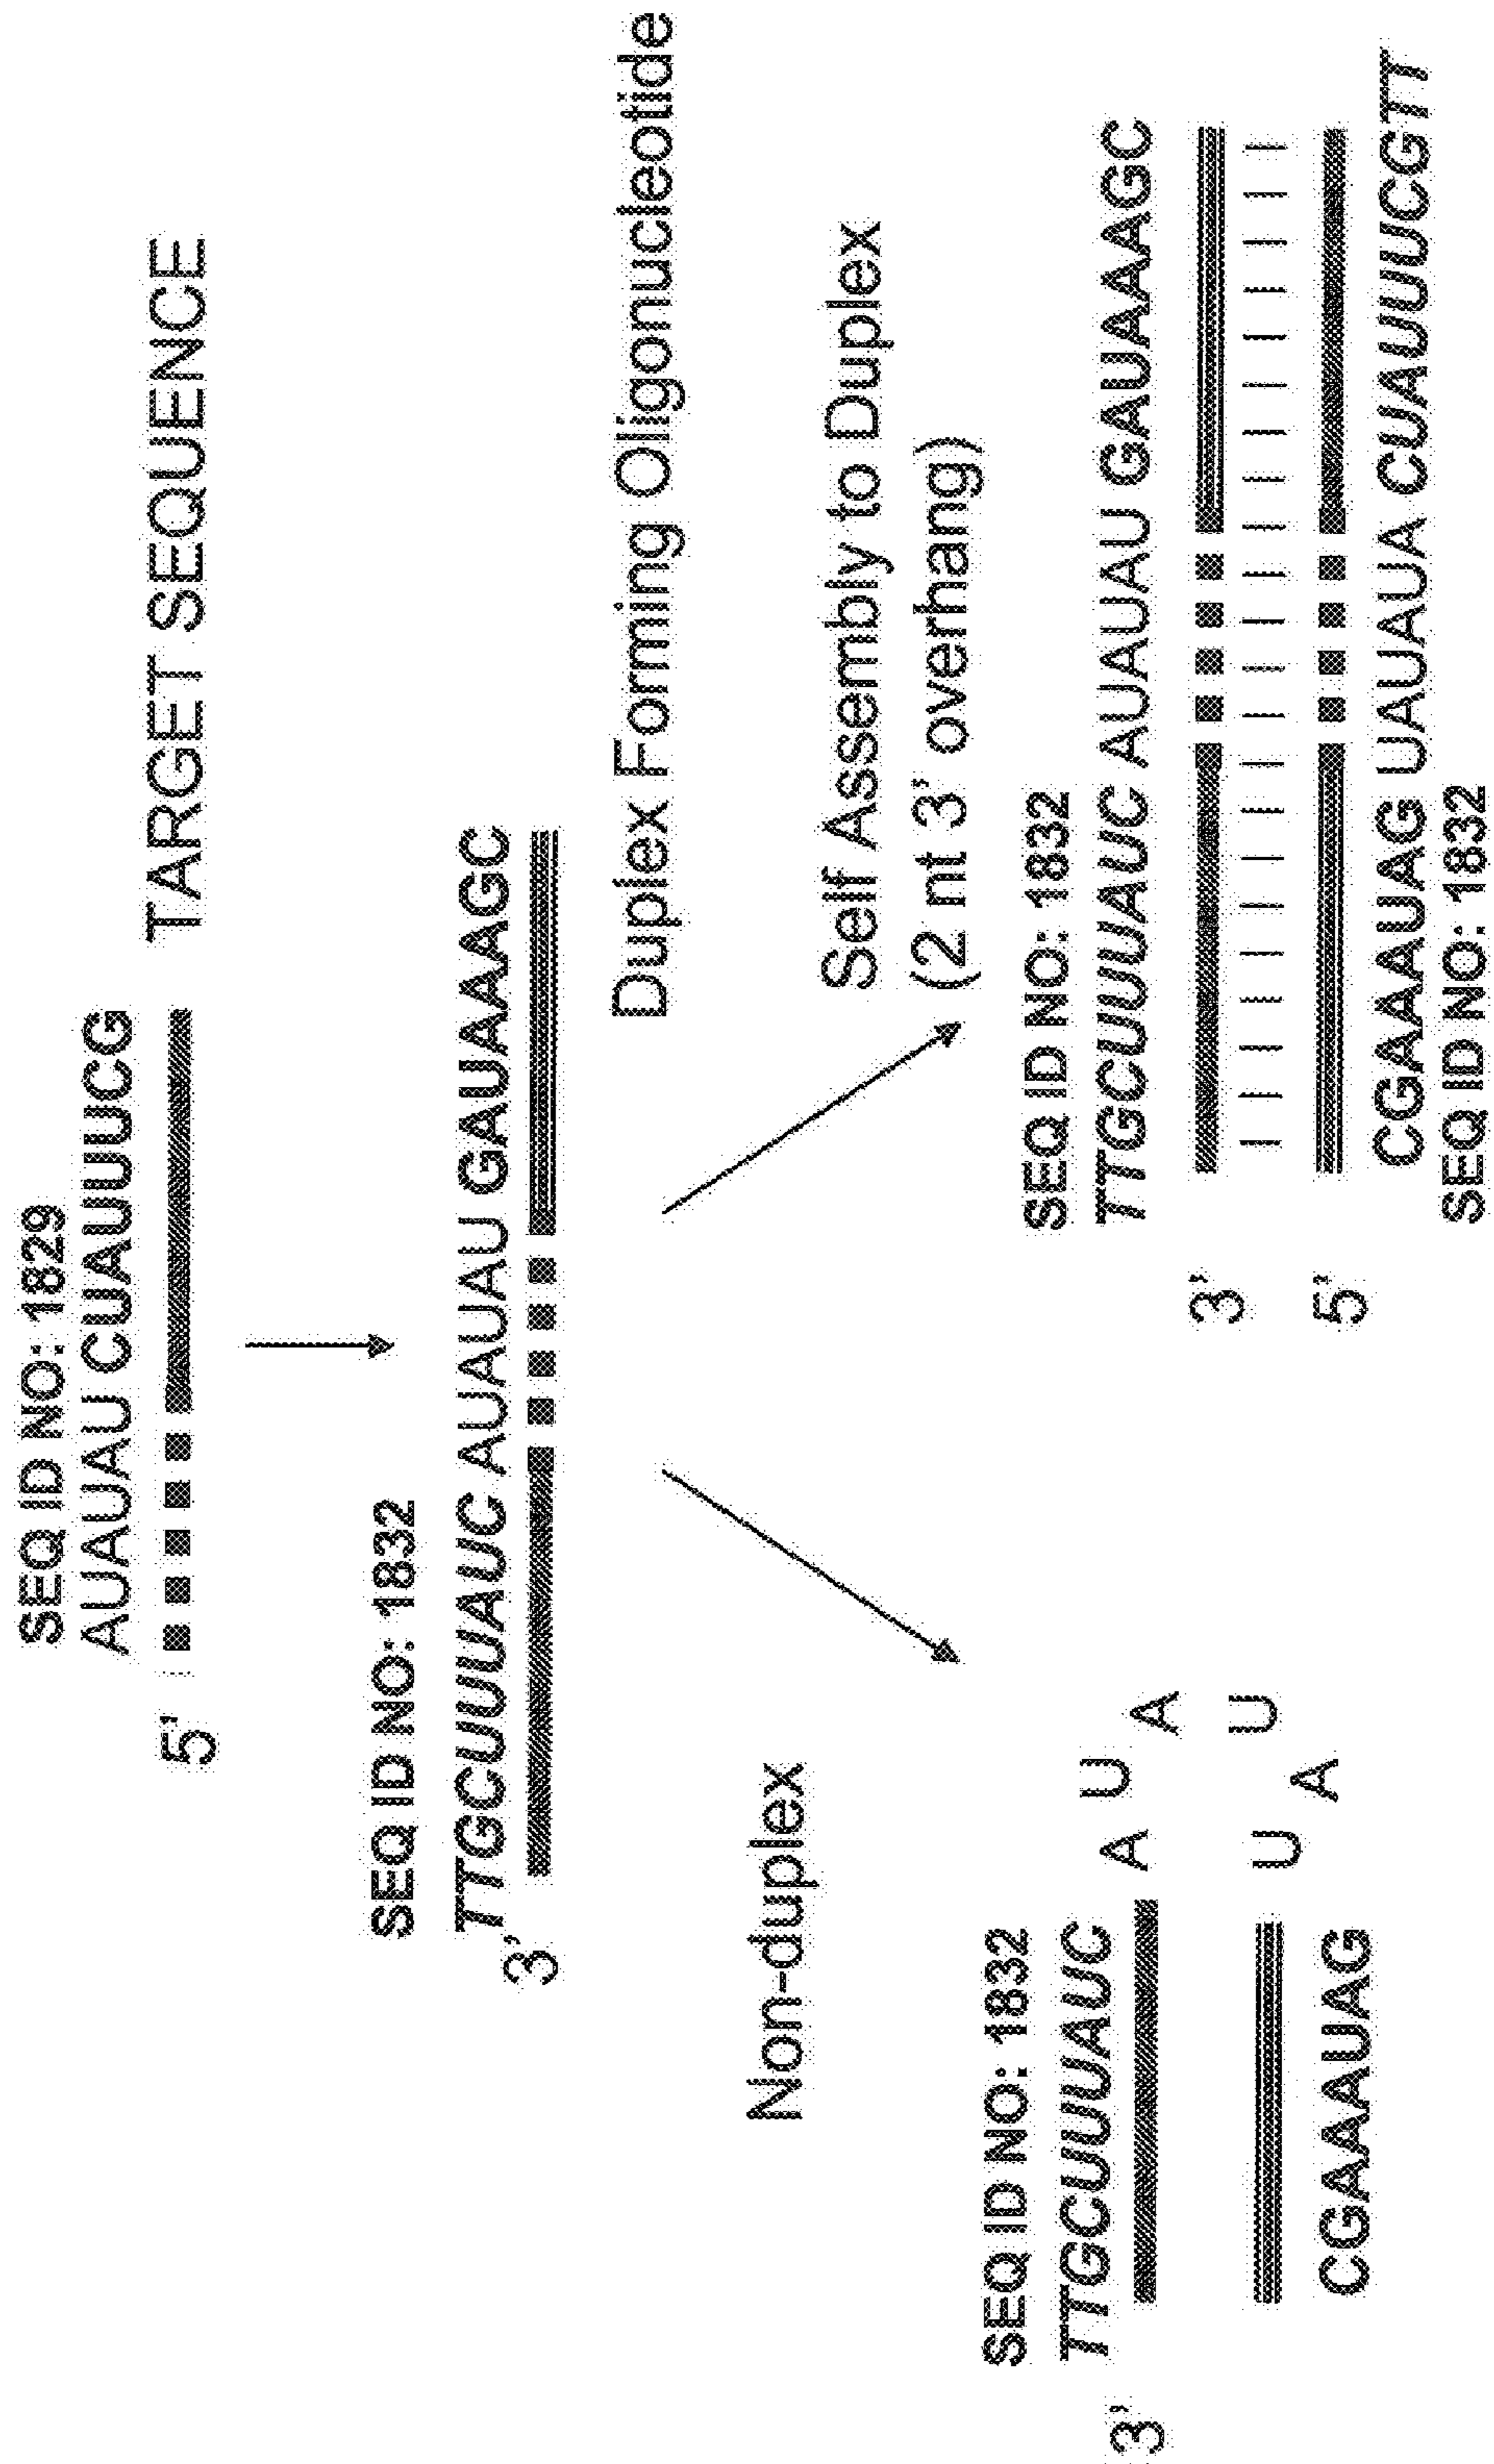 SEQ ID NO: 1829
AUAUAU CUAUUUCG
5' TARGET SEQUENCE
SEQ ID NO: 1832
TTGCUUUAUC AUAUAU GAUAAAGC
3'
Duplex Forming Oligonucleotide
Non-duplex
SEQ ID NO: 1832
TTGCUUUAUC
3'
A U A U A U
CGAAAUAG
Self Assembly to Duplex
(2 nt 3' overhang)
SEQ ID NO: 1832
TTGCUUUAUC AUAUAU GAUAAAGC
3'
5'
CGAAAUAG UAUAUA CUAUUUCGTT
SEQ ID NO: 1832